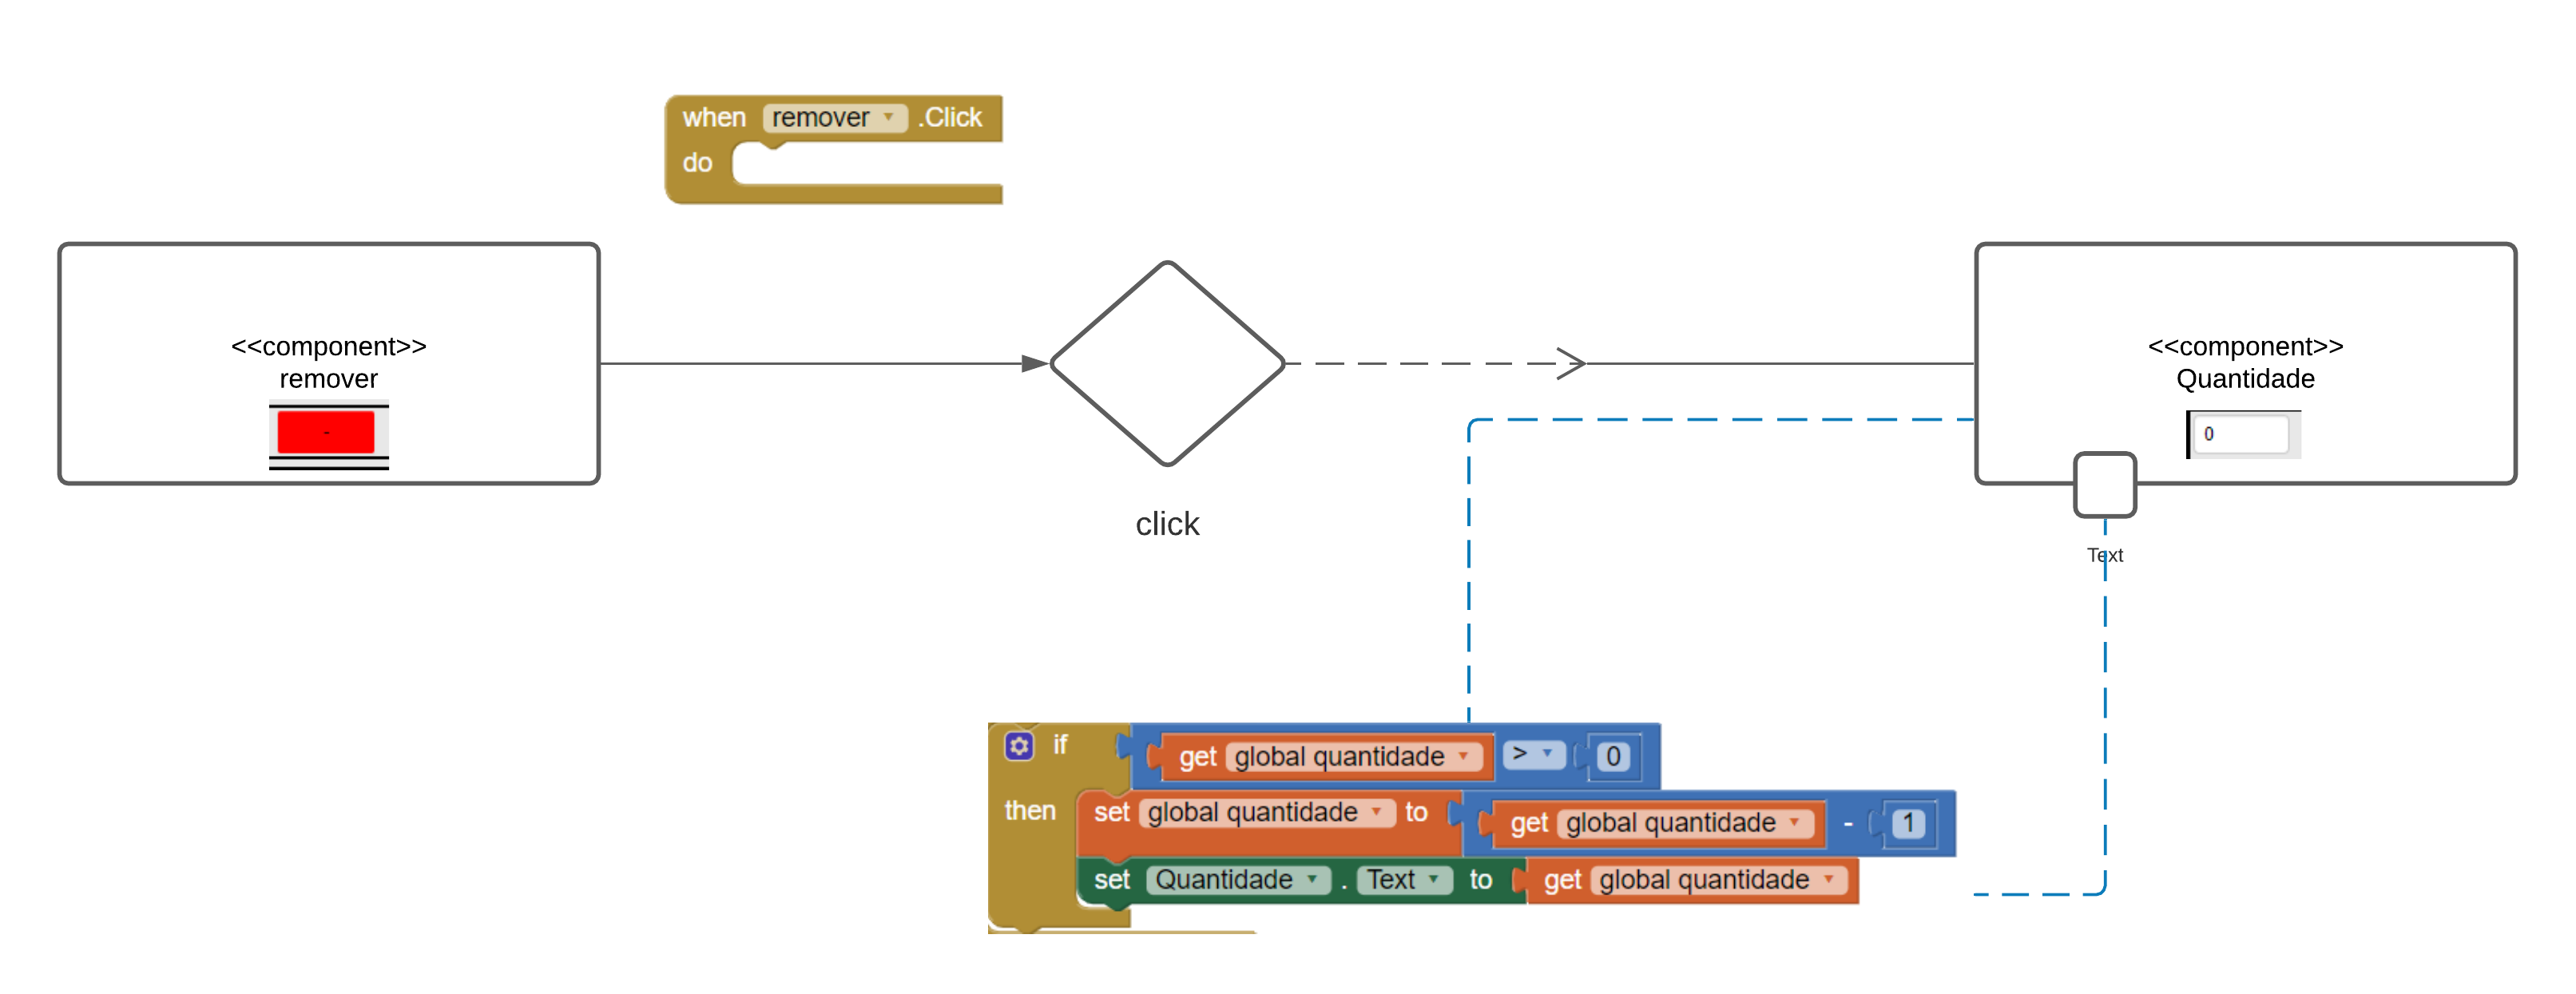 when remover .Click
do
<<component>>
remover
-
click
<<component>>
Quantidade
0
Text
if get global quantidade > 0
then set global quantidade to get global quantidade - 1
set Quantidade . Text to get global quantidade